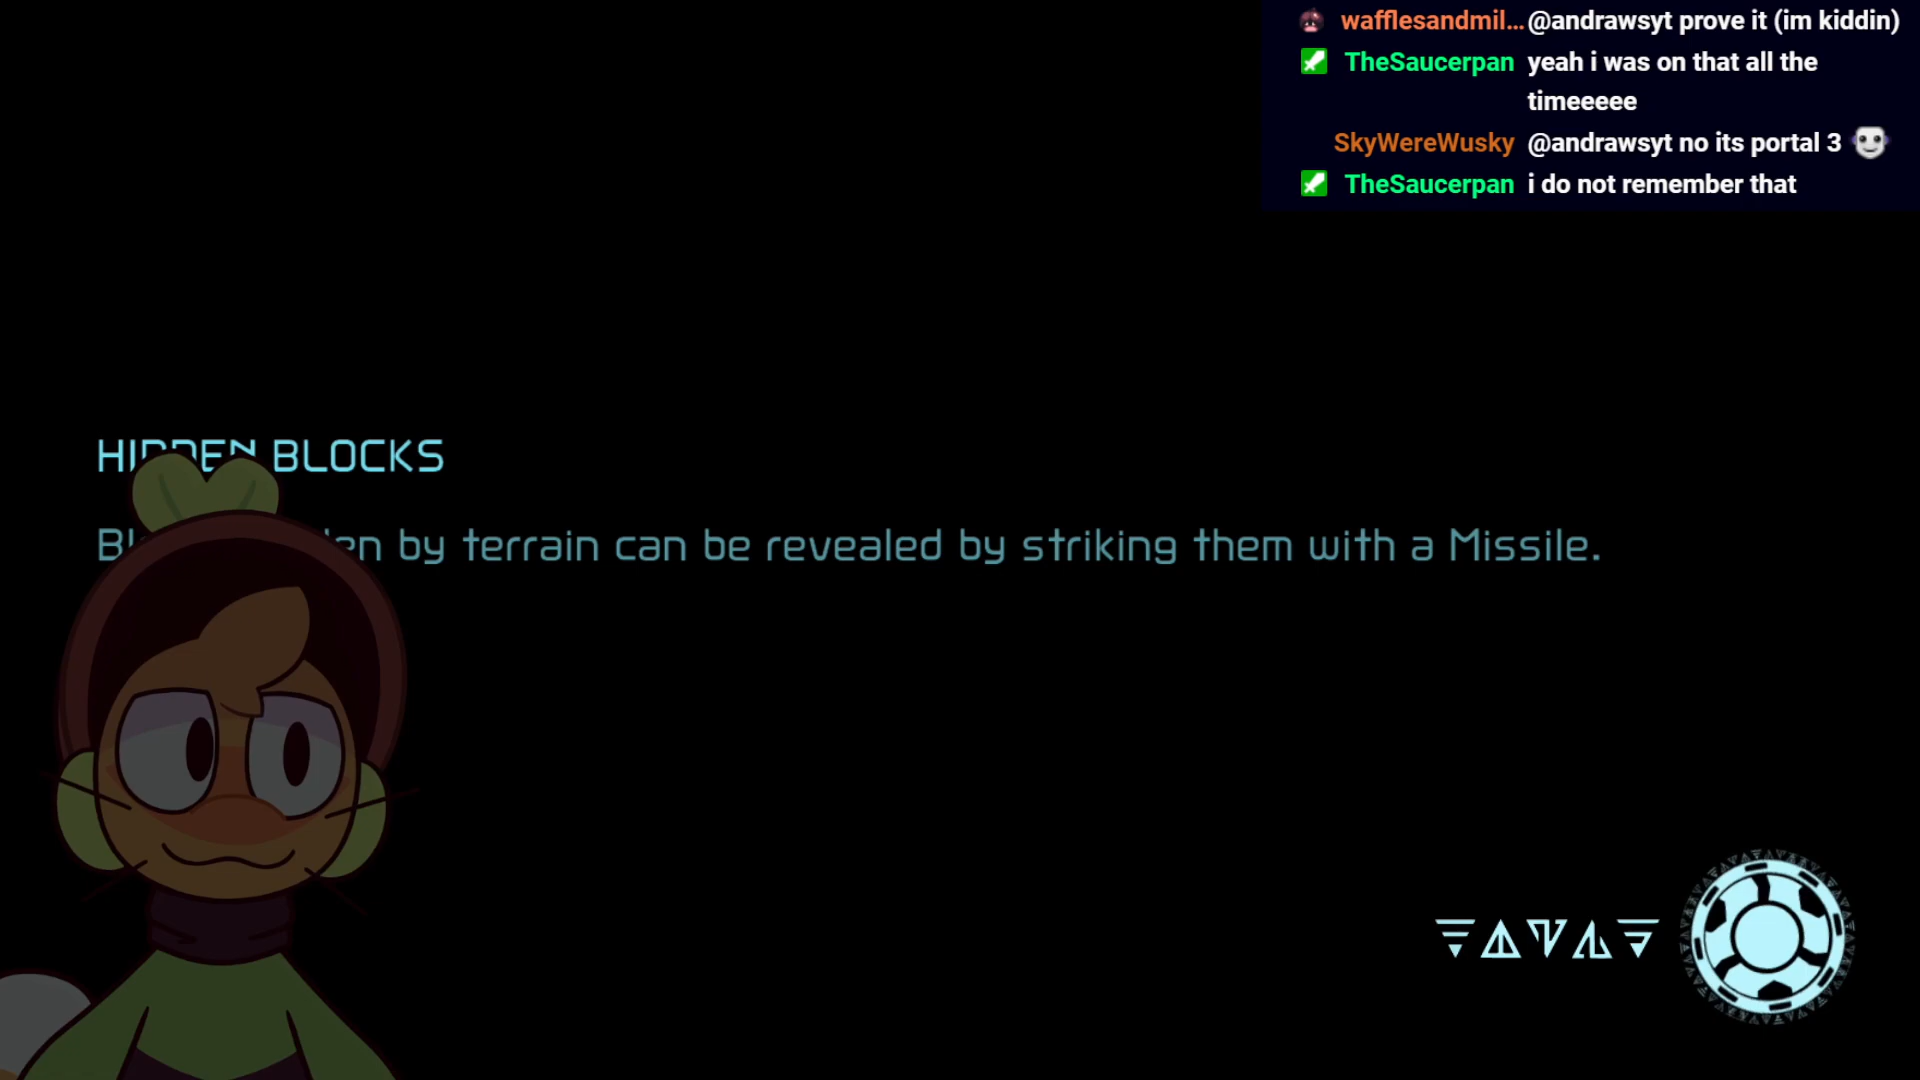 wafflesandmil... @andrawsyt prove it (im kiddin)
TheSaucerpan yeah i was on that all the
timeeeee
SkyWereWusky @andrawsyt no its portal 3
TheSaucerpan i do not remember that
HIDDEN BLOCKS
by terrain can be revealed by striking them with a Missile.